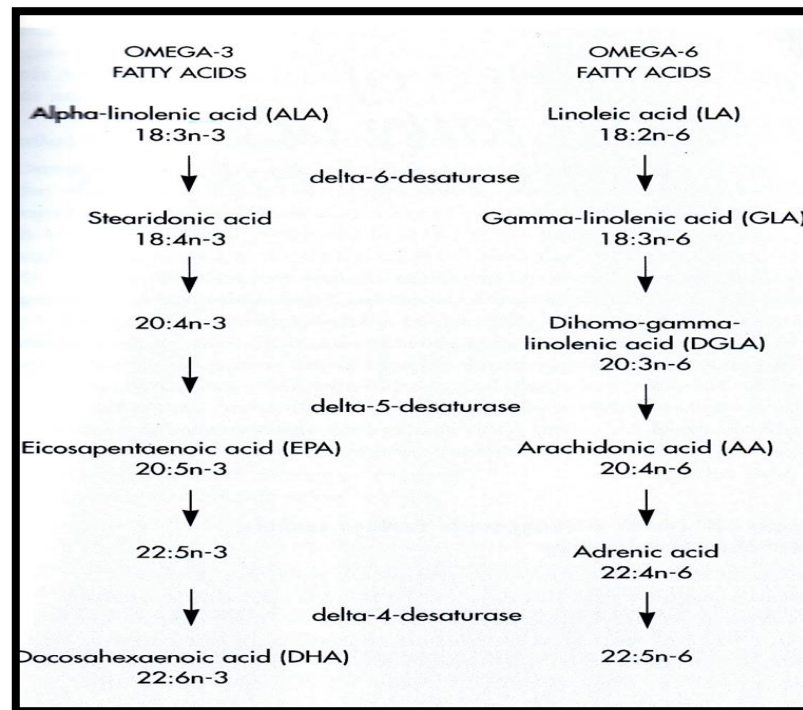 OMEGA-3
FATTY ACIDS
Alpha-linolenic acid (ALA)
18:3n-3
Stearidonic acid
18:4n-3
20:4n-3
Eicosapentaenoic acid (EPA)
20:5n-3
22:5n-3
Docosahexaenoic acid (DHA)
22:6n-3
delta-6-desaturase
delta-5-desaturase
delta-4-desaturase
OMEGA-6
FATTY ACIDS
Linoleic acid (LA)
18:2n-6
Gamma-linolenic acid (GLA)
18:3n-6
Dihomo-gamma-
linolenic acid (DGLA)
20:3n-6
Arachidonic acid (AA)
20:4n-6
Adrenic acid
22:4n-6
22:5n-6